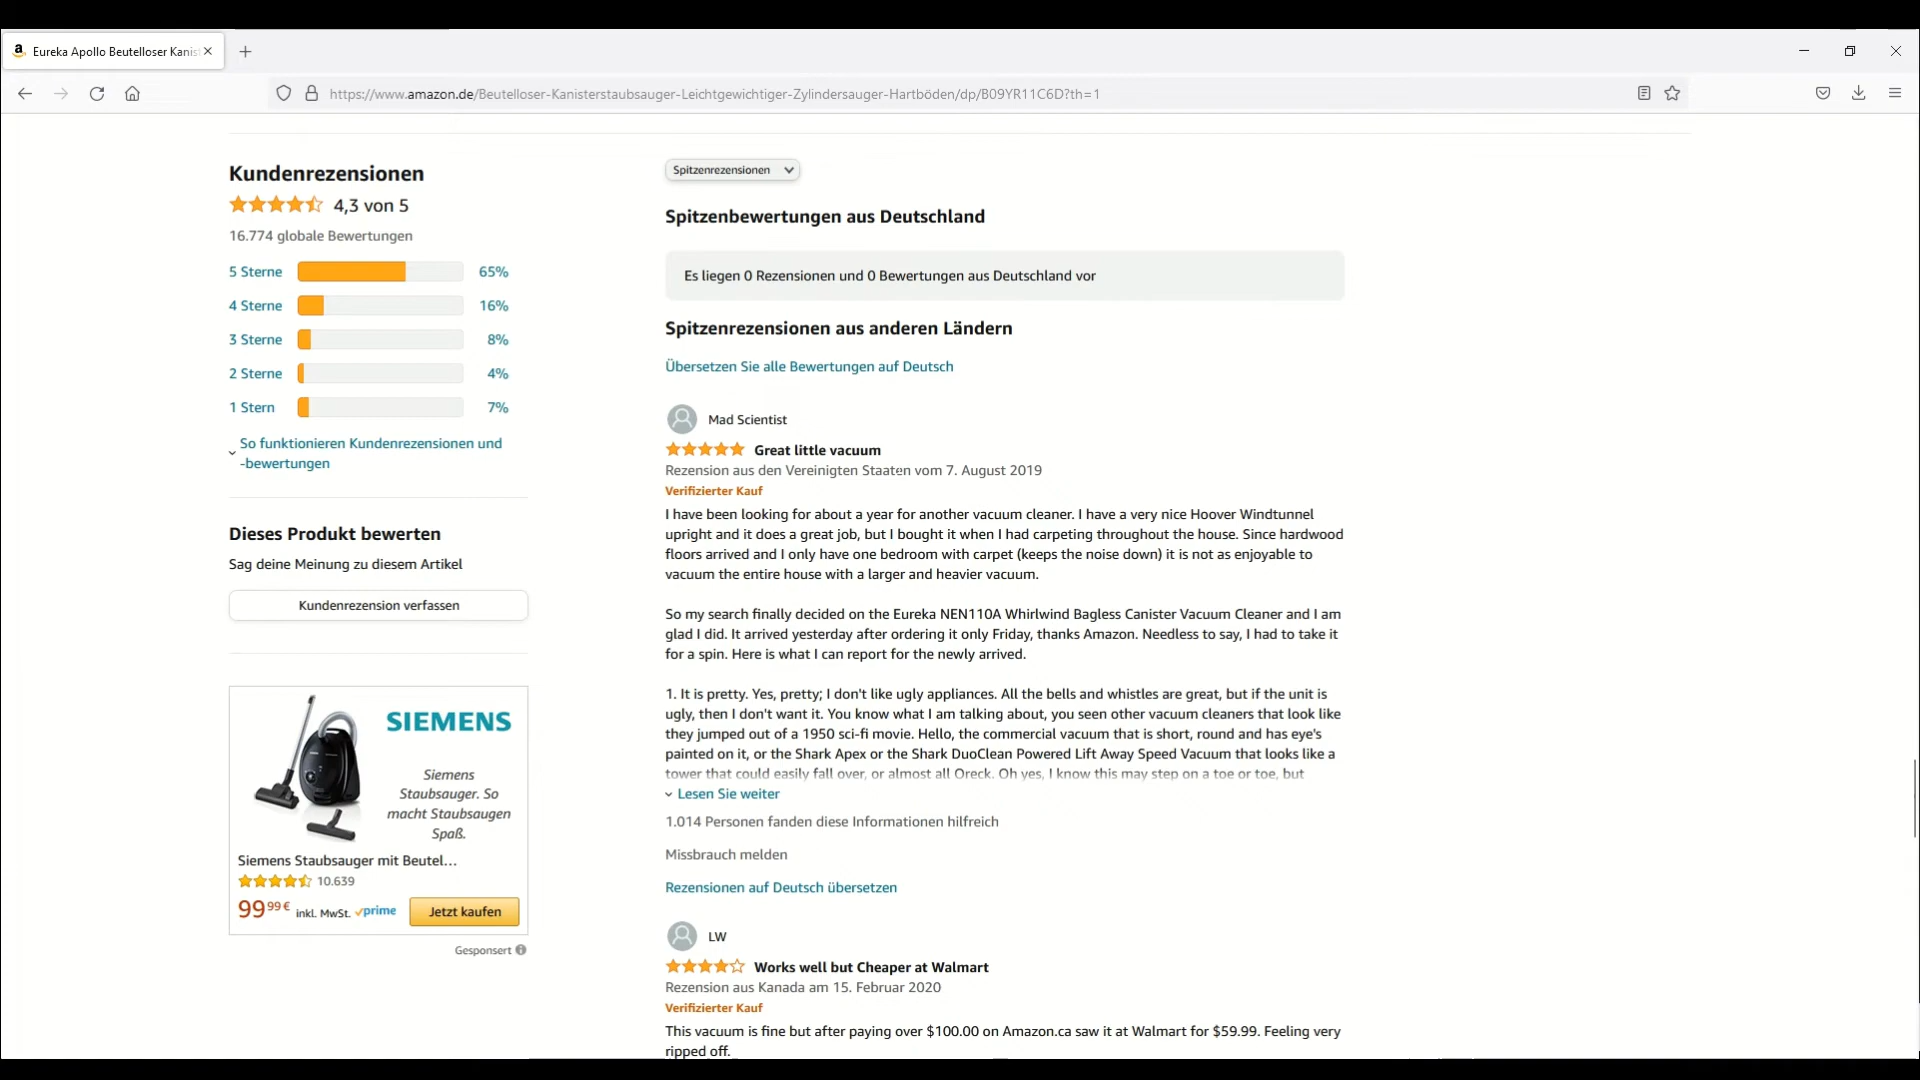 Eureka Apollo Beutelloser Kanis
https://www.amazon.de/Beutelloser-Kanisterstaubsauger-Leichtgewichtiger-Zylindersauger-Hartböden/dp/B09YR11C6D?th=1
Kundenrezensionen
4,3 von 5
16.774 globale Bewertungen
5 Sterne 65%
4 Sterne 16%
3 Sterne 8%
2 Sterne 4%
1 Stern 7%
So funktionieren Kundenrezensionen und
-bewertungen
Dieses Produkt bewerten
Sag deine Meinung zu diesem Artikel
Kundenrezension verfassen
SIEMENS
Siemens
Staubsauger. So
macht Staubsaugen
Spaß.
Siemens Staubsauger mit Beutel...
10.639
99 99 € inkl. MwSt. prime Jetzt kaufen
Gesponsert
Spitzenrezensionen
Spitzenbewertungen aus Deutschland
Es liegen 0 Rezensionen und 0 Bewertungen aus Deutschland vor
Spitzenrezensionen aus anderen Ländern
Übersetzen Sie alle Bewertungen auf Deutsch
Mad Scientist
Great little vacuum
Rezension aus den Vereinigten Staaten vom 7. August 2019
Verifizierter Kauf
I have been looking for about a year for another vacuum cleaner. I have a very nice Hoover Windtunnel
upright and it does a great job, but I bought it when I had carpeting throughout the house. Since hardwood
floors arrived and I only have one bedroom with carpet (keeps the noise down) it is not as enjoyable to
vacuum the entire house with a larger and heavier vacuum.
So my search finally decided on the Eureka NEN110A Whirlwind Bagless Canister Vacuum Cleaner and I am
glad I did. It arrived yesterday after ordering it only Friday, thanks Amazon. Needless to say, I had to take it
for a spin. Here is what I can report for the newly arrived.
1. It is pretty. Yes, pretty; I don't like ugly appliances. All the bells and whistles are great, but if the unit is
ugly, then I don't want it. You know what I am talking about, you seen other vacuum cleaners that look like
they jumped out of a 1950 sci-fi movie. Hello, the commercial vacuum that is short, round and has eye's
painted on it, or the Shark Apex or the Shark DuoClean Powered Lift Away Speed Vacuum that looks like a
tower that could easily fall over, or almost all Oreck. Oh yes, I know this may step on a toe or toe, but
Lesen Sie weiter
1.014 Personen fanden diese Informationen hilfreich
Missbrauch melden
Rezensionen auf Deutsch übersetzen
LW
Works well but Cheaper at Walmart
Rezension aus Kanada am 15. Februar 2020
Verifizierter Kauf
This vacuum is fine but after paying over $100.00 on Amazon.ca saw it at Walmart for $59.99. Feeling very
ripped off.